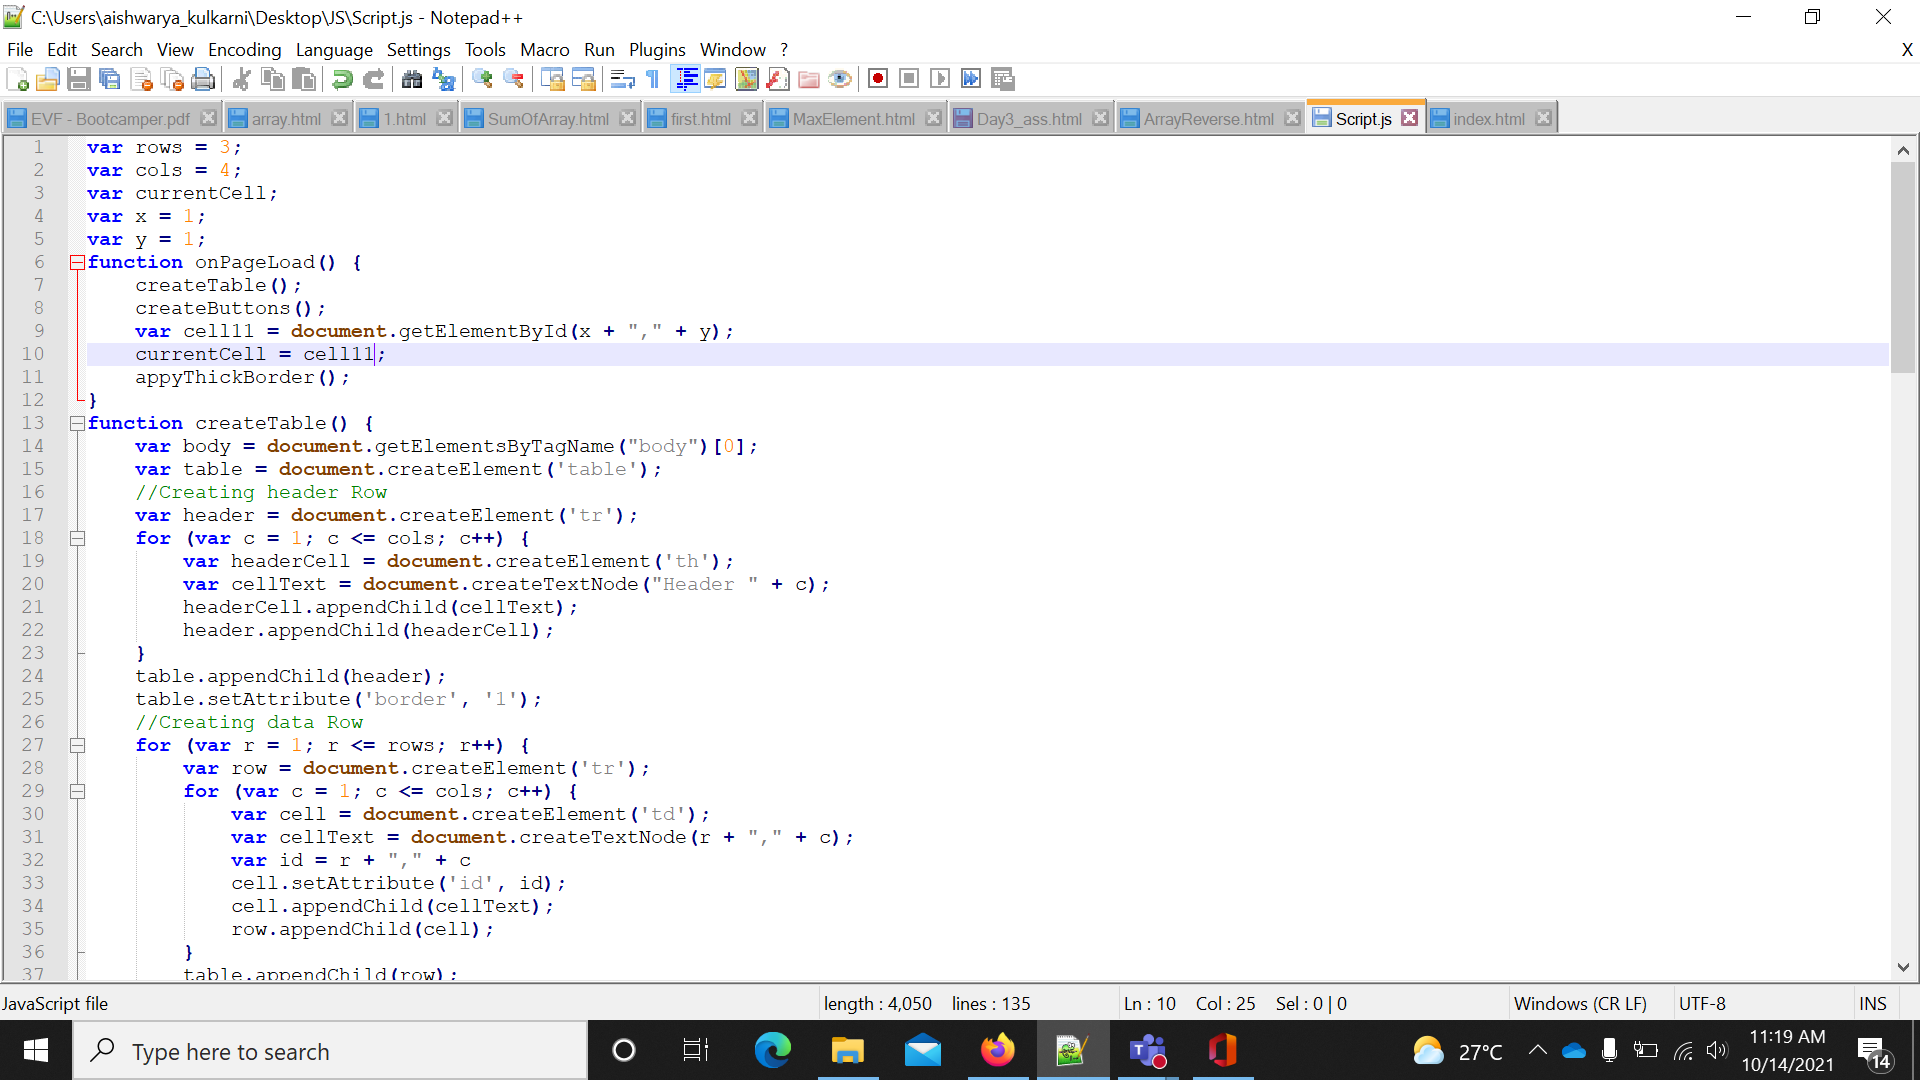 C:\Users\aishwarya_kulkarni\Desktop\JS\Script.js - Notepad++
File Edit Search View Encoding Language Settings Tools Macro Run Plugins Window ? X
EVF - Bootcamper.pdf array.html 1.html SumOfArray.html first.html MaxElement.html Day3_ass.html ArrayReverse.html Script.js index.html
1 var rows = 3;
2 var cols = 4;
3 var currentCell;
4 var x = 1;
5 var y = 1;
6 function onPageLoad() {
7 createTable();
8 createButtons();
9 var cell11 = document.getElementById(x + "," + y);
10 currentCell = cell11;
11 appyThickBorder();
12 }
13 function createTable() {
14 var body = document.getElementsByTagName("body")[0];
15 var table = document.createElement('table');
16 //Creating header Row
17 var header = document.createElement('tr');
18 for (var c = 1; c <= cols; c++) {
19 var headerCell = document.createElement('th');
20 var cellText = document.createTextNode("Header " + c);
21 headerCell.appendChild(cellText);
22 header.appendChild(headerCell);
23 }
24 table.appendChild(header);
25 table.setAttribute('border', '1');
26 //Creating data Row
27 for (var r = 1; r <= rows; r++) {
28 var row = document.createElement('tr');
29 for (var c = 1; c <= cols; c++) {
30 var cell = document.createElement('td');
31 var cellText = document.createTextNode(r + "," + c);
32 var id = r + "," + c
33 cell.setAttribute('id', id);
34 cell.appendChild(cellText);
35 row.appendChild(cell);
36 }
37 table.appendChild(row);
JavaScript file length : 4,050 lines : 135 Ln : 10 Col : 25 Sel : 0 | 0 Windows (CR LF) UTF-8 INS
Type here to search 27°C 11:19 AM
10/14/2021 14